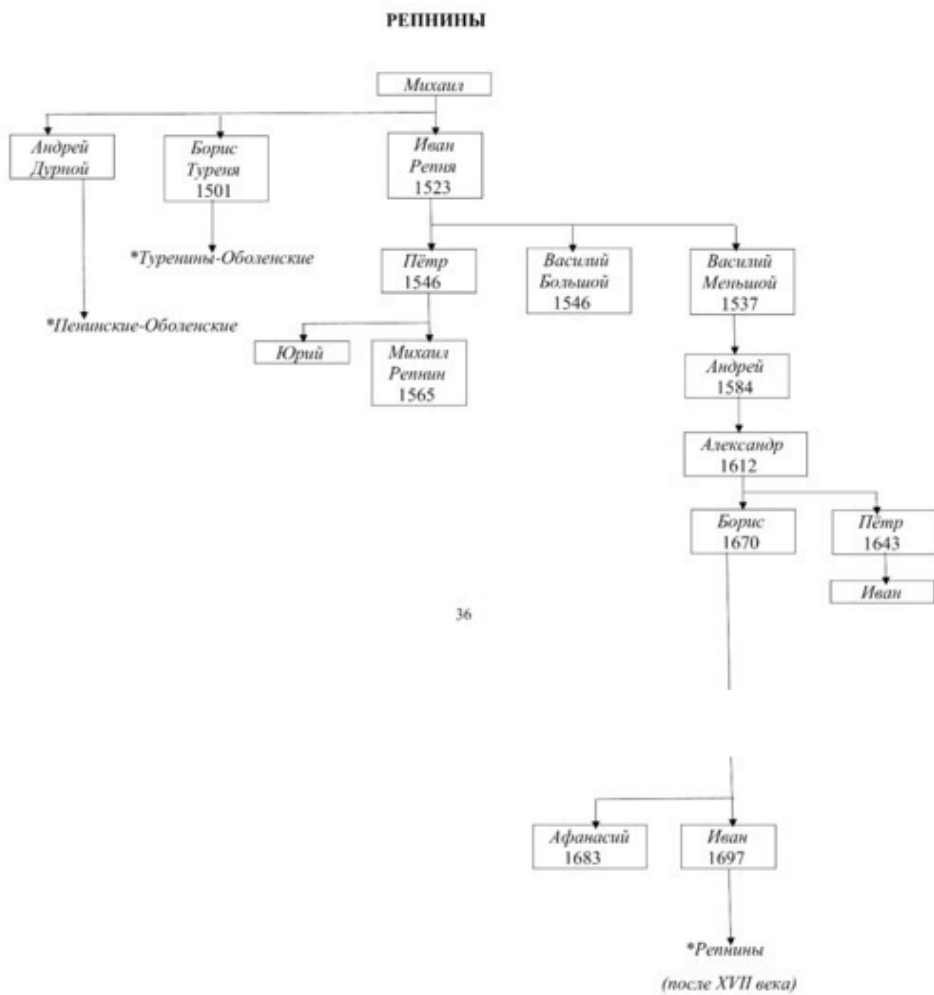 РЕПНИНЫ
Михаил
Андрей
Дурной
Борис
Туреня
1501
Иван
Репня
1523
*Туренины-Оболенские
*Пенинские-Оболенские
Пётр
1546
Василий
Большой
1546
Василий
Меньшой
1537
Юрий
Михаил
Репнин
1565
Андрей
1584
Александр
1612
Борис
1670
Пётр
1643
Иван
36
Афанасий
1683
Иван
1697
*Репнины
(после XVII века)